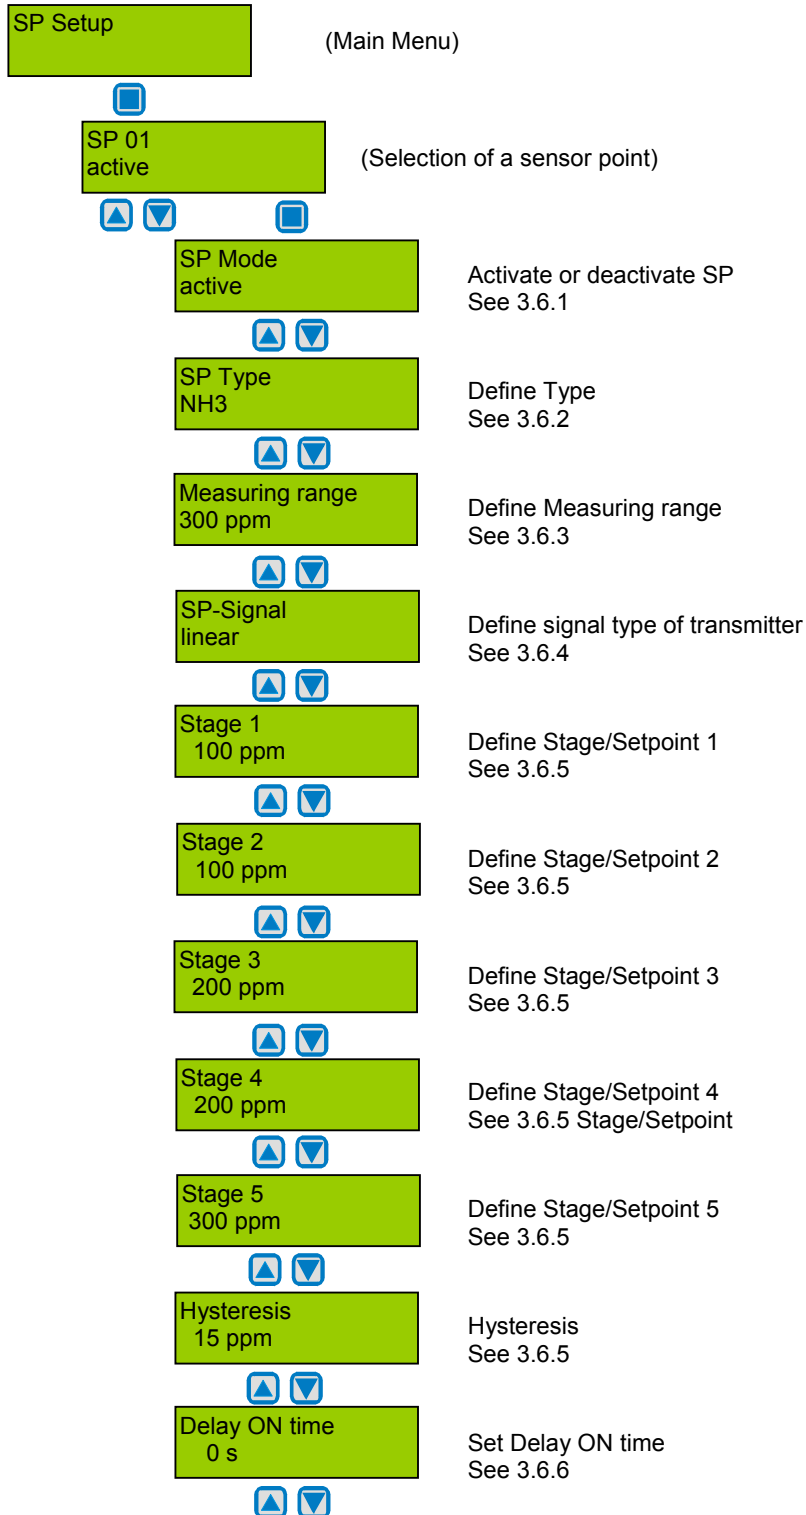 SP Setup
(Main Menu)
SP 01
active
(Selection of a sensor point)
SP Mode
active
Activate or deactivate SP
See 3.6.1
SP Type
NH3
Define Type
See 3.6.2
Measuring range
300 ppm
Define Measuring range
See 3.6.3
SP-Signal
linear
Define signal type of transmitter
See 3.6.4
Stage 1
100 ppm
Define Stage/Setpoint 1
See 3.6.5
Stage 2
100 ppm
Define Stage/Setpoint 2
See 3.6.5
Stage 3
200 ppm
Define Stage/Setpoint 3
See 3.6.5
Stage 4
200 ppm
Define Stage/Setpoint 4
See 3.6.5 Stage/Setpoint
Stage 5
300 ppm
Define Stage/Setpoint 5
See 3.6.5
Hysteresis
15 ppm
Hysteresis
See 3.6.5
Delay ON time
0 s
Set Delay ON time
See 3.6.6